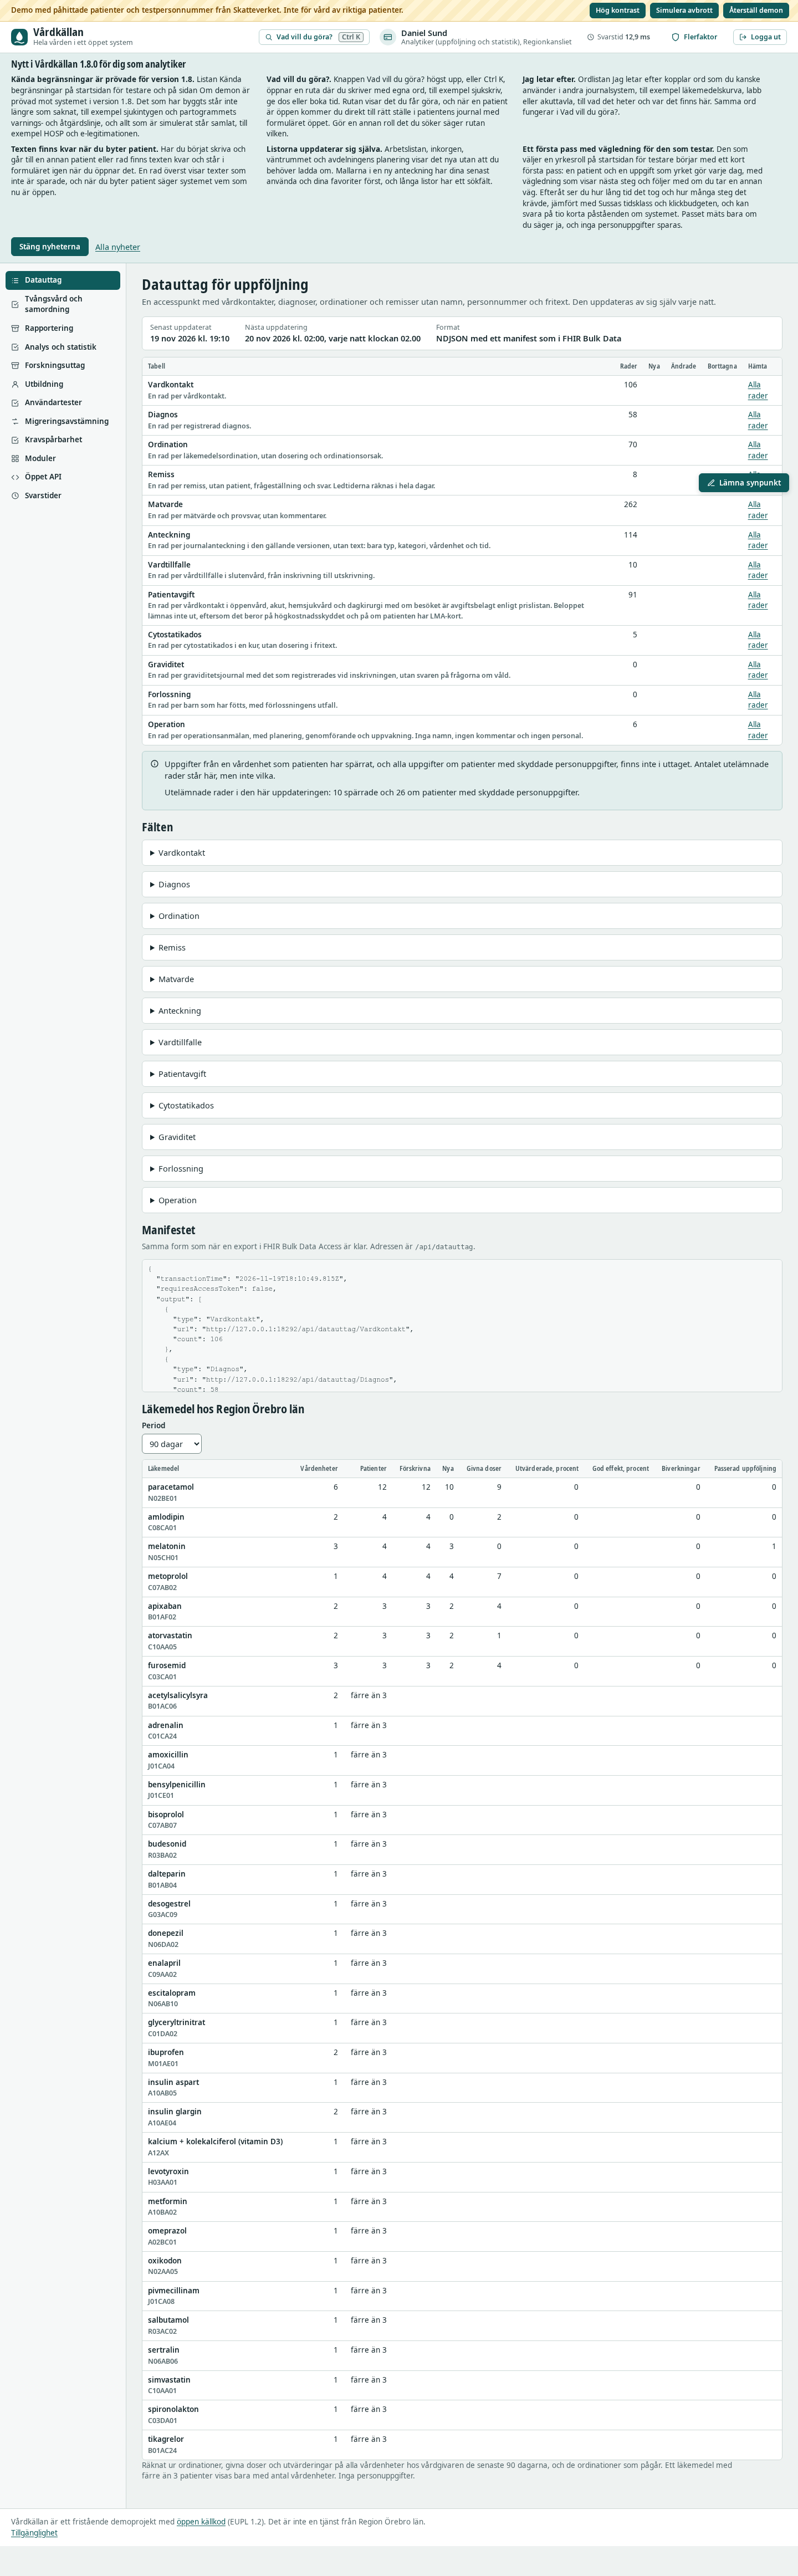 Demo med påhittade patienter och testpersonnummer från Skatteverket. Inte för vård av riktiga patienter.
Hög kontrast
Simulera avbrott
Återställ demon
Vårdkällan
Hela vården i ett öppet system
Vad vill du göra? Ctrl K
Daniel Sund
Analytiker (uppföljning och statistik), Regionkansliet
Svarstid 12,9 ms
Flerfaktor
Logga ut
Nytt i Vårdkällan 1.8.0 för dig som analytiker
Kända begränsningar är prövade för version 1.8. Listan Kända
begränsningar på startsidan för testare och på sidan Om demon är
prövad mot systemet i version 1.8. Det som har byggts står inte
längre som saknat, till exempel sjukintygen och partogrammets
varnings- och åtgärdslinje, och allt som är simulerat står samlat, till
exempel HOSP och e-legitimationen.
Vad vill du göra?. Knappen Vad vill du göra? högst upp, eller Ctrl K,
öppnar en ruta där du skriver med egna ord, till exempel sjukskriv,
ge dos eller boka tid. Rutan visar det du får göra, och när en patient
är öppen kommer du direkt till rätt ställe i patientens journal med
formuläret öppet. Gör en annan roll det du söker säger rutan
vilken.
Jag letar efter. Ordlistan Jag letar efter kopplar ord som du kanske
använder i andra journalsystem, till exempel läkemedelskurva, labb
eller akuttavla, till vad det heter och var det finns här. Samma ord
fungerar i Vad vill du göra?.
Texten finns kvar när du byter patient. Har du börjat skriva och
går till en annan patient eller rad finns texten kvar och står i
formuläret igen när du öppnar det. En rad överst visar texter som
inte är sparade, och när du byter patient säger systemet vem som
du nu är hos.
Listorna uppdaterar sig själva. Arbetslistan, inkorgen,
väntrummet och avdelningens planering visar det nya utan att du
behöver ladda om. Mallarna i en ny anteckning har dina senast
använda och dina favoriter först, och långa listor har ett sökfält.
Ett första pass med vägledning för den som testar. Den som
väljer en yrkesroll på startsidan för testare börjar med ett kort
första pass: en patient och en uppgift som yrket gör varje dag, med
vägledning som visar nästa steg och följer med om du tar en annan
väg. Efteråt ser du hur lång tid det tog och hur många steg det
krävde, jämfört med Sussas tidsklass och klickbudgeten, och kan
svara på tio korta påståenden om systemet. Passet mäts bara om
du säger ja, och inga personuppgifter sparas.
Stäng nyheterna
Alla nyheter
Datauttag
Tvångsvård och
samordning
Rapportering
Analys och statistik
Forskningsuttag
Utbildning
Användartester
Migreringsavstämning
Kravspårbarhet
Moduler
Öppet API
Svarstider
Datauttag för uppföljning
En accesspunkt med vårdkontakter, diagnoser, ordinationer och remisser utan namn, personnummer och fritext. Den uppdateras av sig själv varje natt.
Senast uppdaterat
19 nov 2026 kl. 19:10
Nästa uppdatering
20 nov 2026 kl. 02:00, varje natt klockan 02.00
Format
NDJSON med ett manifest som i FHIR Bulk Data
Tabell Rader Nya Ändrade Borttagna Hämta
Vardkontakt 106 Alla rader
En rad per vårdkontakt.
Diagnos 58 Alla rader
En rad per registrerad diagnos.
Ordination 70 Alla rader
En rad per läkemedelsordination, utan dosering och ordinationsorsak.
Remiss 8
En rad per remiss, utan patient, frågeställning och svar. Ledtiderna räknas i hela dagar.
Lämna synpunkt
Matvarde 262 Alla rader
En rad per mätvärde och provsvar, utan kommentarer.
Anteckning 114 Alla rader
En rad per journalanteckning i den gällande versionen, utan text: bara typ, kategori, vårdenhet och tid.
Vardtillfalle 10 Alla rader
En rad per vårdtillfälle i slutenvård, från inskrivning till utskrivning.
Patientavgift 91 Alla rader
En rad per vårdkontakt i öppenvård, akut, hemsjukvård och dagkirurgi med om besöket är avgiftsbelagt enligt prislistan. Beloppet
lämnas inte ut, eftersom det beror på högkostnadsskyddet och på om patienten har LMA-kort.
Cytostatikados 5 Alla rader
En rad per cytostatikados i en kur, utan dosering i fritext.
Graviditet 0 Alla rader
En rad per graviditetsjournal med det som registrerades vid inskrivningen, utan svaren på frågorna om våld.
Forlossning 0 Alla rader
En rad per barn som har fötts, med förlossningens utfall.
Operation 6 Alla rader
En rad per operationsanmälan, med planering, genomförande och uppvakning. Inga namn, ingen kommentar och ingen personal.
Uppgifter från en vårdenhet som patienten har spärrat, och alla uppgifter om patienter med skyddade personuppgifter, finns inte i uttaget. Antalet utelämnade
rader står här, men inte vilka.
Utelämnade rader i den här uppdateringen: 10 spärrade och 26 om patienter med skyddade personuppgifter.
Fälten
Vardkontakt
Diagnos
Ordination
Remiss
Matvarde
Anteckning
Vardtillfalle
Patientavgift
Cytostatikados
Graviditet
Forlossning
Operation
Manifestet
Samma form som när en export i FHIR Bulk Data Access är klar. Adressen är /api/datauttag.
{
"transactionTime": "2026-11-19T18:10:49.815Z",
"requiresAccessToken": false,
"output": [
{
"type": "Vardkontakt",
"url": "http://127.0.0.1:18292/api/datauttag/Vardkontakt",
"count": 106
},
{
"type": "Diagnos",
"url": "http://127.0.0.1:18292/api/datauttag/Diagnos",
"count": 58
Läkemedel hos Region Örebro län
Period
90 dagar
Läkemedel Vårdenheter Patienter Förskrivna Nya Givna doser Utvärderade, procent God effekt, procent Biverkningar Passerad uppföljning
paracetamol 6 12 12 10 9 0 0 0
N02BE01
amlodipin 2 4 4 0 2 0 0 0
C08CA01
melatonin 3 4 4 3 0 0 0 1
N05CH01
metoprolol 1 4 4 4 7 0 0 0
C07AB02
apixaban 2 3 3 2 4 0 0 0
B01AF02
atorvastatin 2 3 3 2 1 0 0 0
C10AA05
furosemid 3 3 3 2 4 0 0 0
C03CA01
acetylsalicylsyra 2 färre än 3
B01AC06
adrenalin 1 färre än 3
C01CA24
amoxicillin 1 färre än 3
J01CA04
bensylpenicillin 1 färre än 3
J01CE01
bisoprolol 1 färre än 3
C07AB07
budesonid 1 färre än 3
R03BA02
dalteparin 1 färre än 3
B01AB04
desogestrel 1 färre än 3
G03AC09
donepezil 1 färre än 3
N06DA02
enalapril 1 färre än 3
C09AA02
escitalopram 1 färre än 3
N06AB10
glyceryltrinitrat 1 färre än 3
C01DA02
ibuprofen 2 färre än 3
M01AE01
insulin aspart 1 färre än 3
A10AB05
insulin glargin 2 färre än 3
A10AE04
kalcium + kolekalciferol (vitamin D3) 1 färre än 3
A12AX
levotyroxin 1 färre än 3
H03AA01
metformin 1 färre än 3
A10BA02
omeprazol 1 färre än 3
A02BC01
oxikodon 1 färre än 3
N02AA05
pivmecillinam 1 färre än 3
J01CA08
salbutamol 1 färre än 3
R03AC02
sertralin 1 färre än 3
N06AB06
simvastatin 1 färre än 3
C10AA01
spironolakton 1 färre än 3
C03DA01
tikagrelor 1 färre än 3
B01AC24
Räknat ur ordinationer, givna doser och utvärderingar på alla vårdenheter hos vårdgivaren de senaste 90 dagarna, och de ordinationer som pågår. Ett läkemedel med
färre än 3 patienter visas bara med antal vårdenheter. Inga personuppgifter.
Vårdkällan är ett fristående demoprojekt med öppen källkod (EUPL 1.2). Det är inte en tjänst från Region Örebro län.
Tillgänglighet